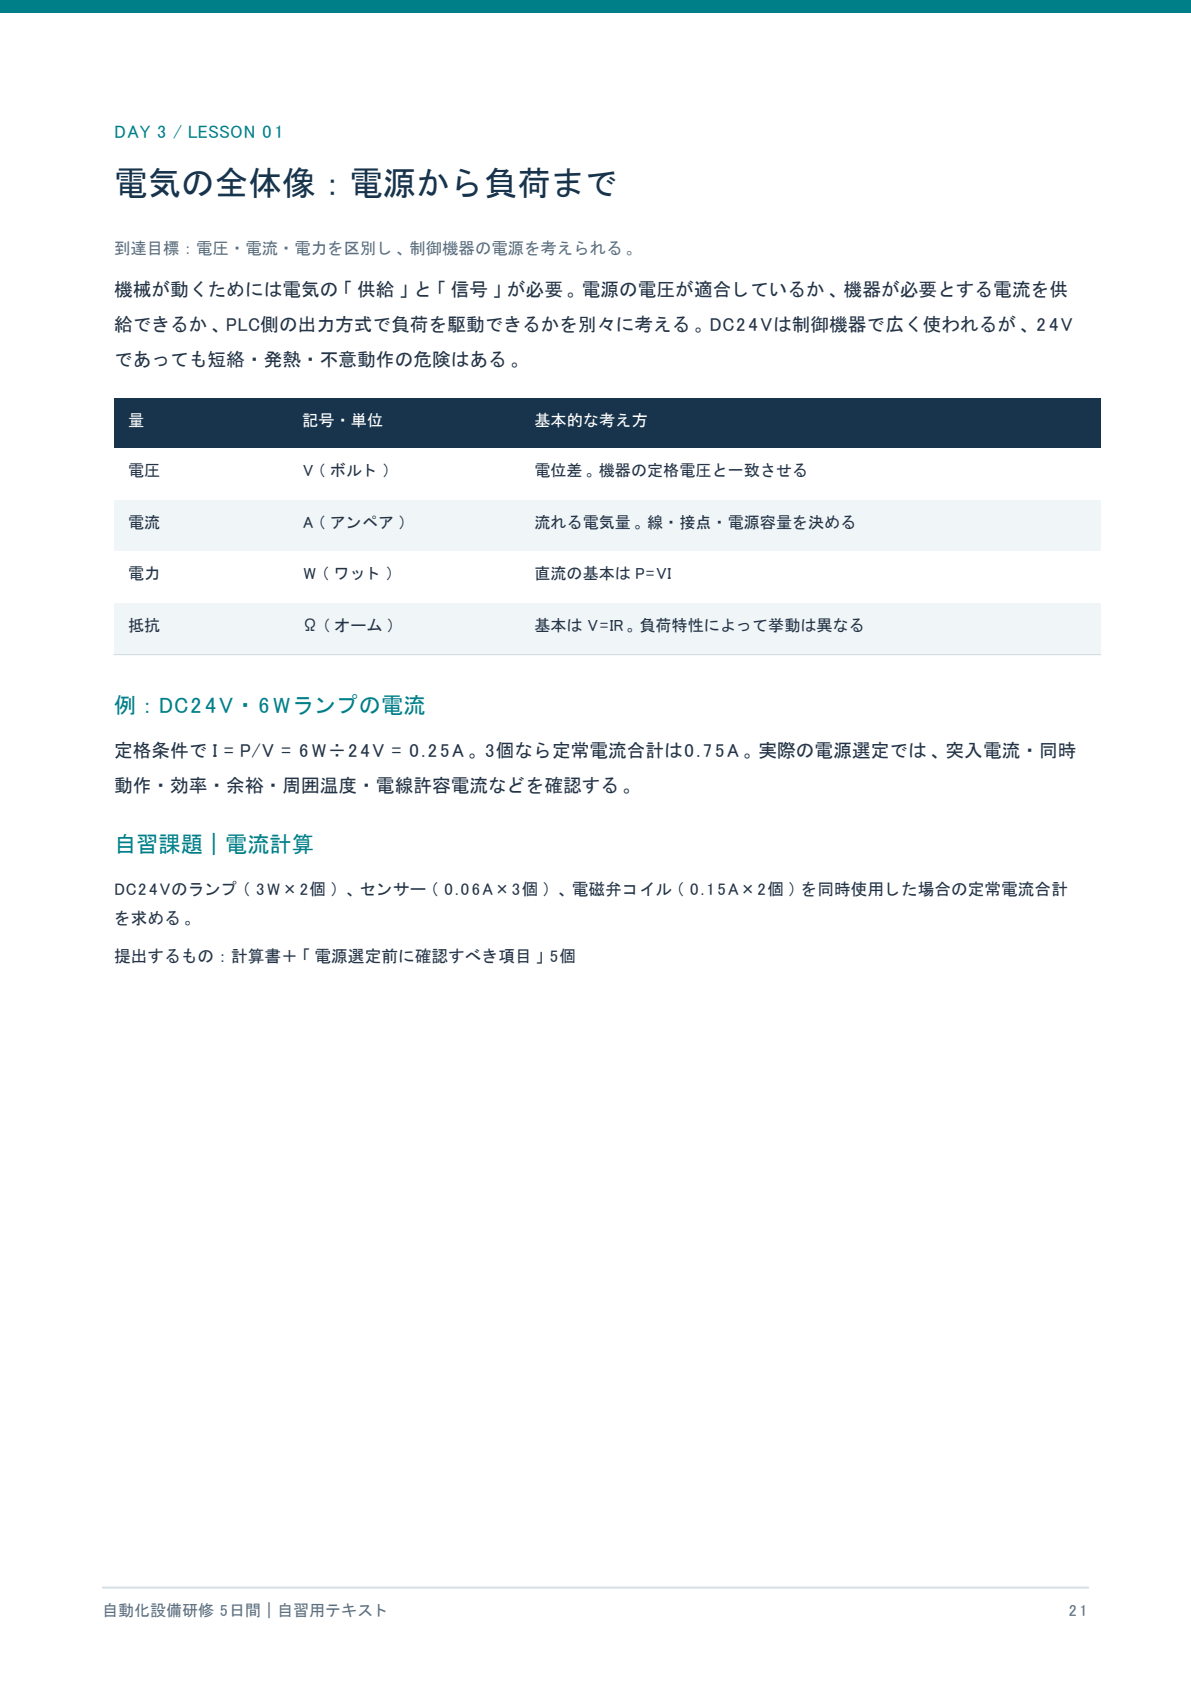 DAY 3 / LESSON 01
電気の全体像：電源から負荷まで
到達目標：電圧・電流・電力を区別し、制御機器の電源を考えられる。
機械が動くためには電気の「供給」と「信号」が必要。電源の電圧が適合しているか、機器が必要とする電流を供
給できるか、PLC側の出力方式で負荷を駆動できるかを別々に考える。DC24Vは制御機器で広く使われるが、24V
であっても短絡・発熱・不意動作の危険はある。
量 記号・単位 基本的な考え方
電圧 V（ボルト） 電位差。機器の定格電圧と一致させる
電流 A（アンペア） 流れる電気量。線・接点・電源容量を決める
電力 W（ワット） 直流の基本は P=VI
抵抗 Ω（オーム） 基本は V=IR。負荷特性によって挙動は異なる
例：DC24V・6Wランプの電流
定格条件で I = P/V = 6W÷24V = 0.25A。3個なら定常電流合計は0.75A。実際の電源選定では、突入電流・同時
動作・効率・余裕・周囲温度・電線許容電流などを確認する。
自習課題｜電流計算
DC24Vのランプ（3W×2個）、センサー（0.06A×3個）、電磁弁コイル（0.15A×2個）を同時使用した場合の定常電流合計
を求める。
提出するもの：計算書＋「電源選定前に確認すべき項目」5個
自動化設備研修 5日間｜自習用テキスト 21